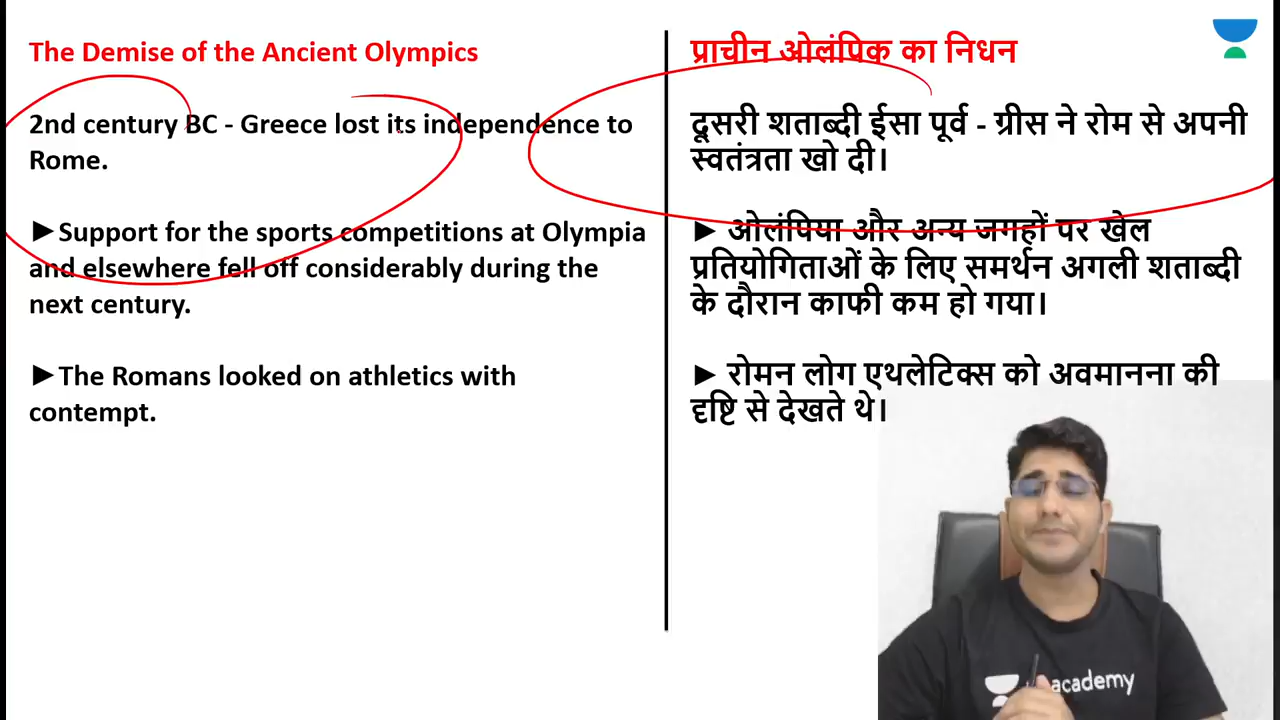 The Demise of the Ancient Olympics
2nd century BC - Greece lost its independence to
Rome.
►Support for the sports competitions at Olympia
and elsewhere fell off considerably during the
next century.
►The Romans looked on athletics with
contempt.
प्राचीन ओलंपिक का निधन
दूसरी शताब्दी ईसा पूर्व - ग्रीस ने रोम से अपनी
स्वतंत्रता खो दी।
► ओलंपिया और अन्य जगहों पर खेल
प्रतियोगिताओं के लिए समर्थन अगली शताब्दी
के दौरान काफी कम हो गया।
► रोमन लोग एथलेटिक्स को अवमानना की
दृष्टि से देखते थे।
academy